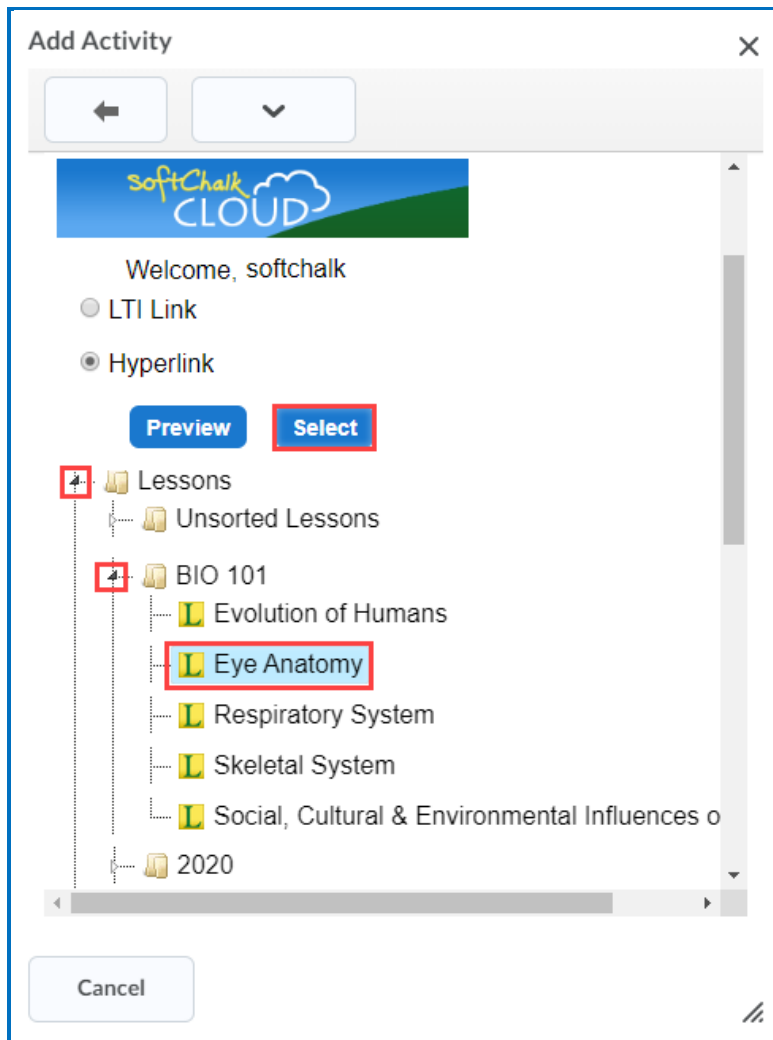 Add Activity
softChalk
CLOUD
Welcome, softchalk
LTI Link
Hyperlink
Preview Select
Lessons
Unsorted Lessons
BIO 101
L Evolution of Humans
L Eye Anatomy
L Respiratory System
L Skeletal System
L Social, Cultural & Environmental Influences o
2020
Cancel